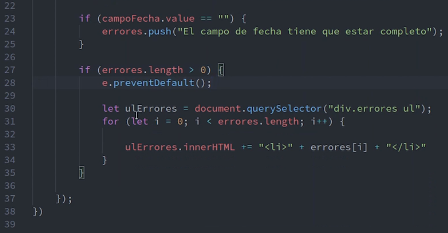 22
23 if (campoFecha.value == "") {
24 errores.push("El campo de fecha tiene que estar completo");
25 }
26
27 if (errores.length > 0) {
28 e.preventDefault();
29
30 let ulErrores = document.querySelector("div.errores ul");
31 for (let i = 0; i < errores.length; i++) {
32
33 ulErrores.innerHTML += "<li>" + errores[i] + "</li>"
34 }
35 }
36
37 });
38 })
39